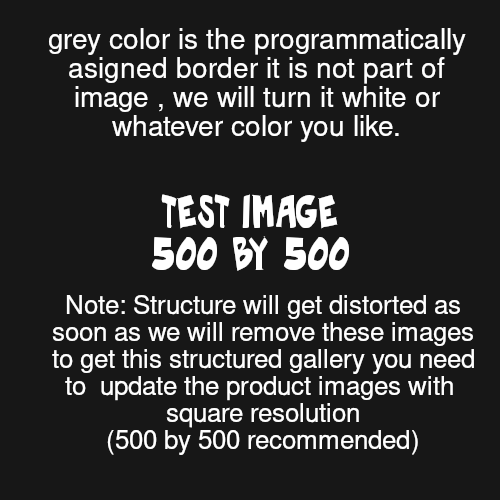 grey color is the programmatically
asigned border it is not part of
image , we will turn it white or
whatever color you like.
TEST IMAGE
500 BY 500
Note: Structure will get distorted as
soon as we will remove these images
to get this structured gallery you need
to  update the product images with
square resolution
(500 by 500 recommended)